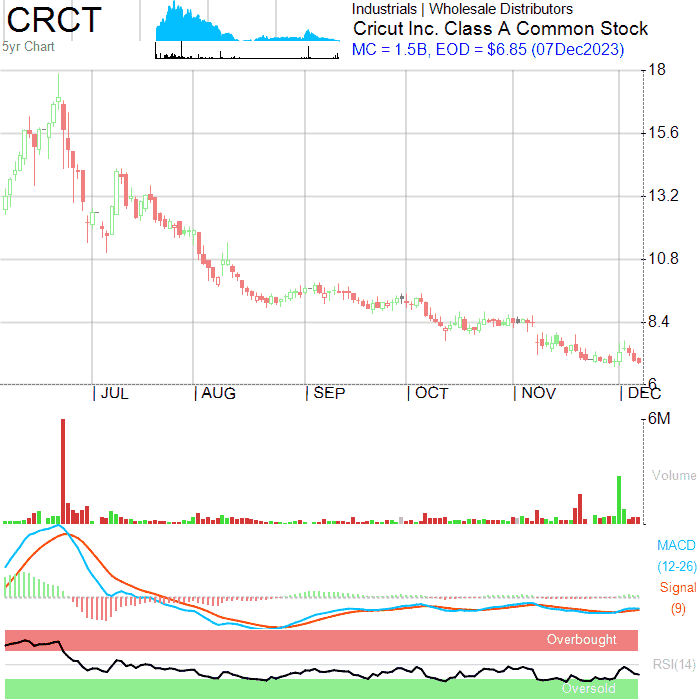 CRCT
5yr Chart
Industrials | Wholesale Distributors
Cricut Inc. Class A Common Stock
MC = 1.5B, EOD = $6.85 (07Dec2023)
18
15.6
13.2
10.8
8.4
6
JUL AUG SEP OCT NOV DEC
6M
Volume
MACD
(12-26)
Signal
(9)
Overbought
RSI(14)
Oversold